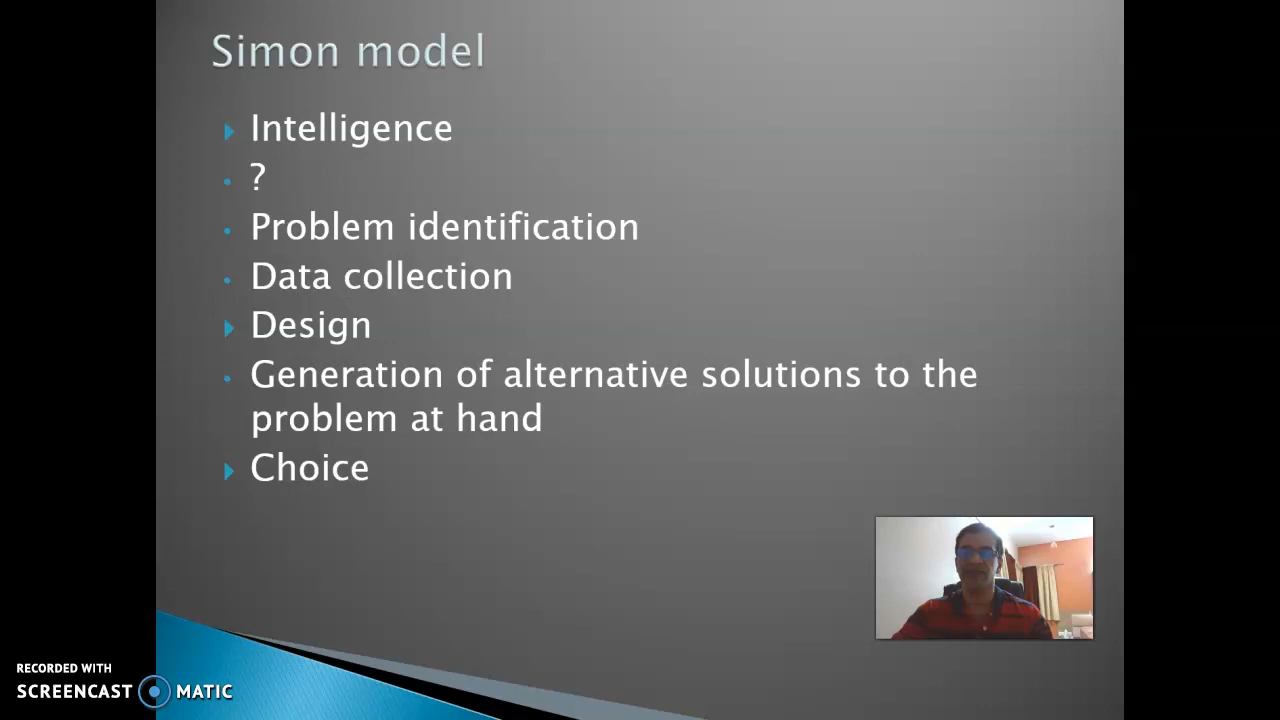 Simon model
Intelligence
?
Problem identification
Data collection
Design
Generation of alternative solutions to the
problem at hand
Choice
RECORDED WITH
SCREENCAST MATIC